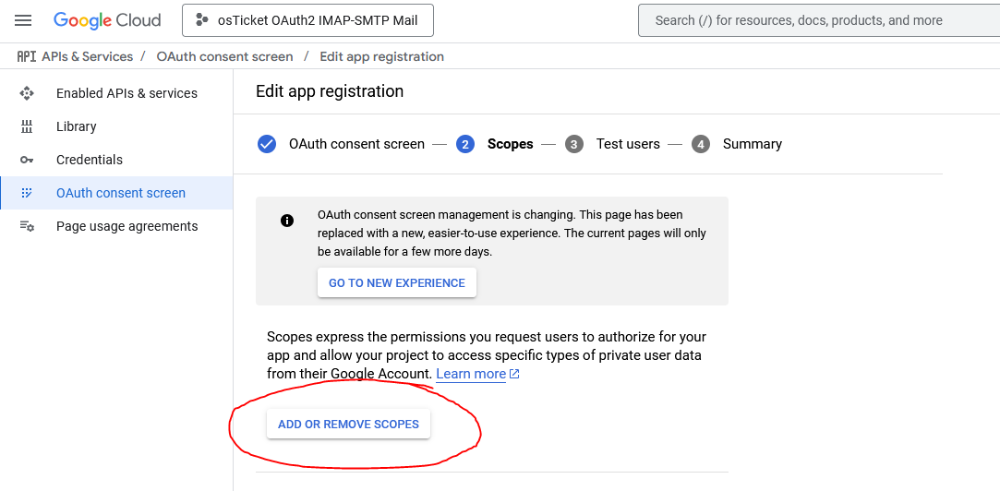 Google Cloud
osTicket OAuth2 IMAP-SMTP Mail
Search (/) for resources, docs, products, and more
API APIs & Services / OAuth consent screen / Edit app registration
Enabled APIs & services
Library
Credentials
OAuth consent screen
Page usage agreements
Edit app registration
OAuth consent screen — 2 Scopes — 3 Test users — 4 Summary
OAuth consent screen management is changing. This page has been
replaced with a new, easier-to-use experience. The current pages will only
be available for a few more days.
GO TO NEW EXPERIENCE
Scopes express the permissions you request users to authorize for your
app and allow your project to access specific types of private user data
from their Google Account. Learn more
ADD OR REMOVE SCOPES